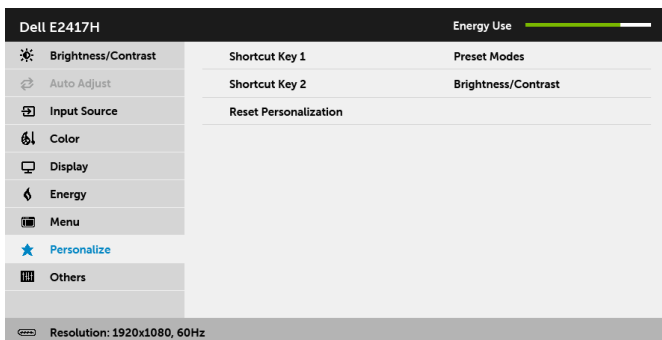 Dell E2417H Energy Use
Brightness/Contrast Shortcut Key 1 Preset Modes
Auto Adjust Shortcut Key 2 Brightness/Contrast
Input Source Reset Personalization
Color
Display
Energy
Menu
Personalize
Others
Resolution: 1920x1080, 60Hz